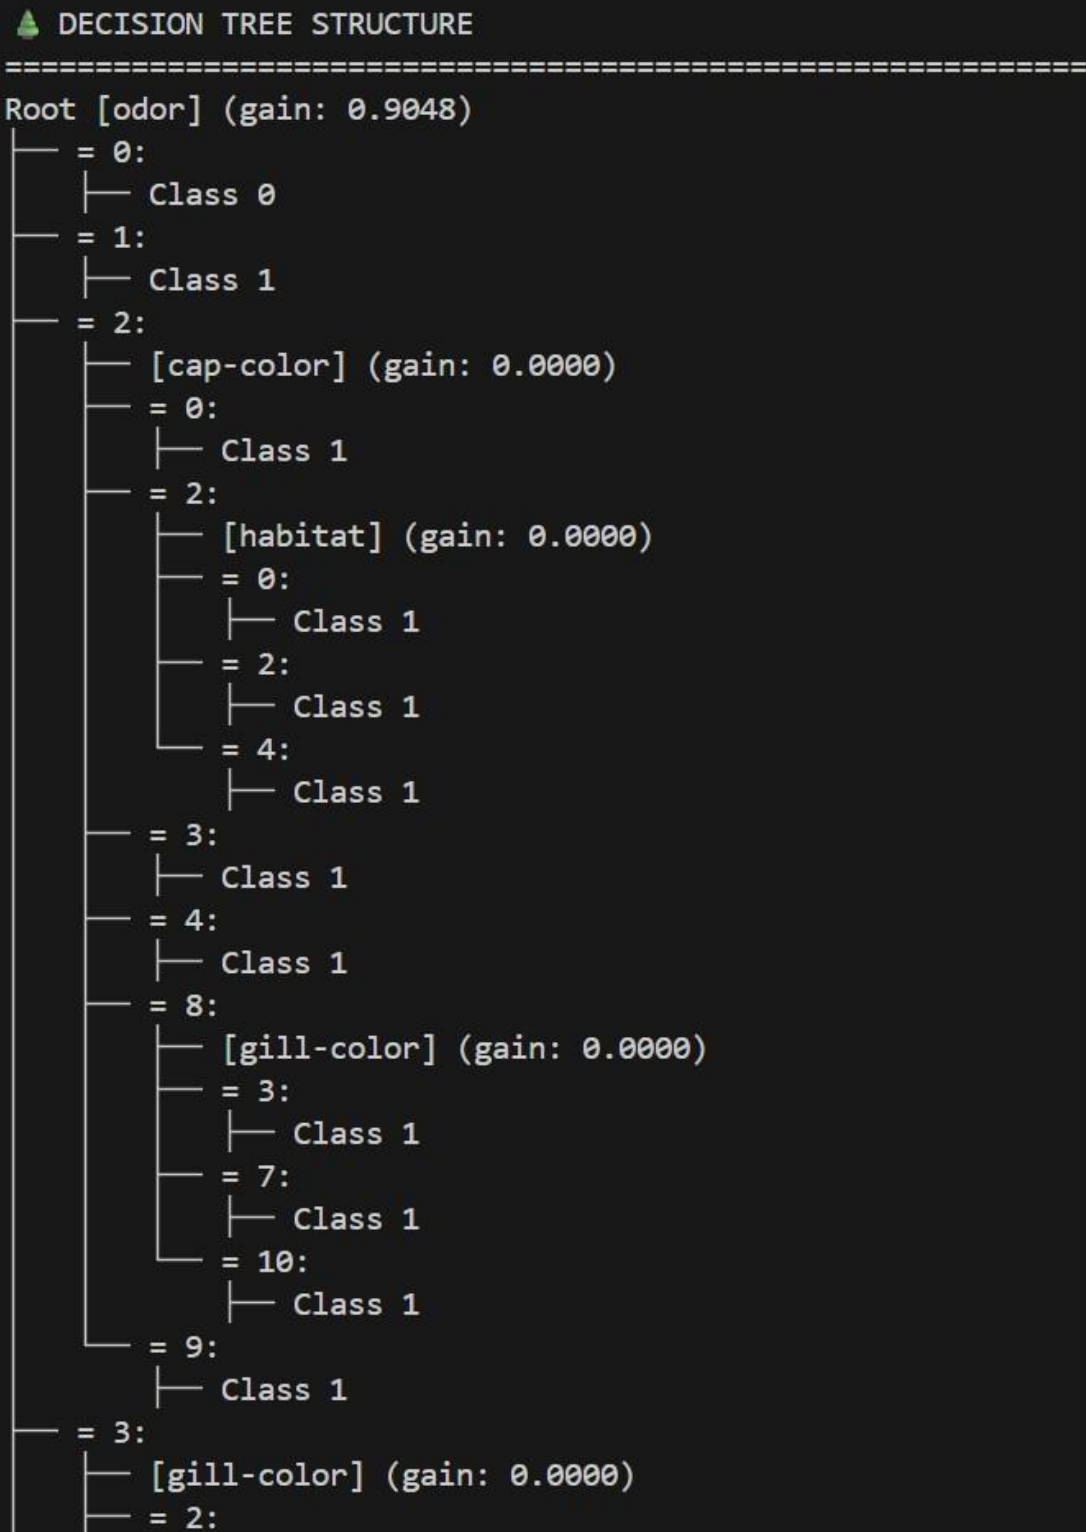 🌲 DECISION TREE STRUCTURE
============================================================
Root [odor] (gain: 0.9048)
├── = 0:
│   ├── Class 0
├── = 1:
│   ├── Class 1
├── = 2:
│   ├── [cap-color] (gain: 0.0000)
│   ├── = 0:
│   │   ├── Class 1
│   ├── = 2:
│   │   ├── [habitat] (gain: 0.0000)
│   │   ├── = 0:
│   │   │   ├── Class 1
│   │   ├── = 2:
│   │   │   ├── Class 1
│   │   └── = 4:
│   │       ├── Class 1
│   ├── = 3:
│   │   ├── Class 1
│   ├── = 4:
│   │   ├── Class 1
│   ├── = 8:
│   │   ├── [gill-color] (gain: 0.0000)
│   │   ├── = 3:
│   │   │   ├── Class 1
│   │   ├── = 7:
│   │   │   ├── Class 1
│   │   └── = 10:
│   │       ├── Class 1
│   └── = 9:
│       ├── Class 1
├── = 3:
│   ├── [gill-color] (gain: 0.0000)
│   ├── = 2: